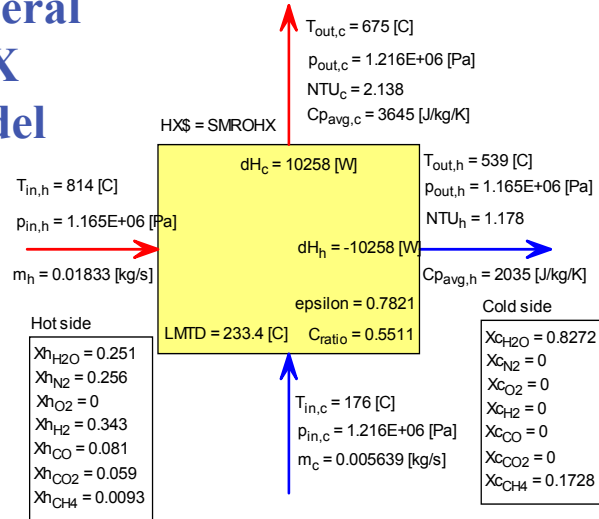 eral
X
del
T_out,c = 675 [C]
p_out,c = 1.216E+06 [Pa]
NTU_c = 2.138
Cp_avg,c = 3645 [J/kg/K]
HX$ = SMROHX
dH_c = 10258 [W]
T_out,h = 539 [C]
p_out,h = 1.165E+06 [Pa]
NTU_h = 1.178
T_in,h = 814 [C]
p_in,h = 1.165E+06 [Pa]
m_h = 0.01833 [kg/s]
dH_h = -10258 [W]
Cp_avg,h = 2035 [J/kg/K]
epsilon = 0.7821
LMTD = 233.4 [C] C_ratio = 0.5511
Hot side
Xh_H2O = 0.251
Xh_N2 = 0.256
Xh_O2 = 0
Xh_H2 = 0.343
Xh_CO = 0.081
Xh_CO2 = 0.059
Xh_CH4 = 0.0093
T_in,c = 176 [C]
p_in,c = 1.216E+06 [Pa]
m_c = 0.005639 [kg/s]
Cold side
Xc_H2O = 0.8272
Xc_N2 = 0
Xc_O2 = 0
Xc_H2 = 0
Xc_CO = 0
Xc_CO2 = 0
Xc_CH4 = 0.1728